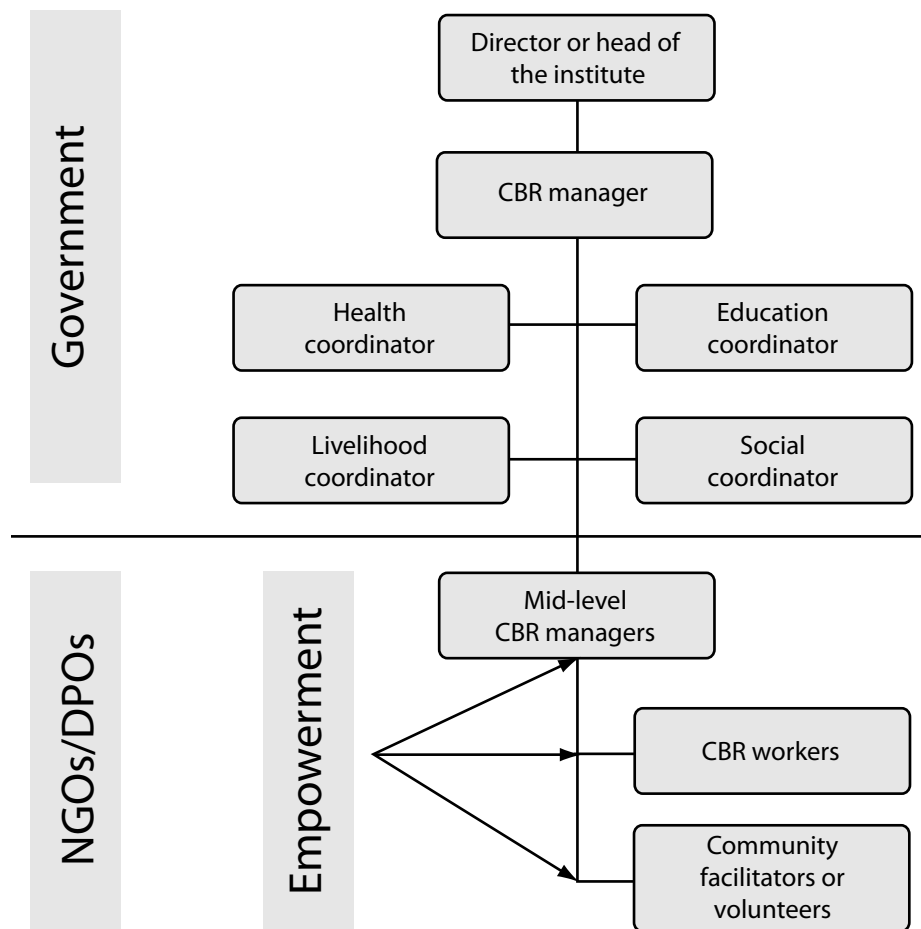 Government
Director or head of
the institute
CBR manager
Health
coordinator
Education
coordinator
Livelihood
coordinator
Social
coordinator
NGOs/DPOs
Empowerment
Mid-level
CBR managers
CBR workers
Community
facilitators or
volunteers